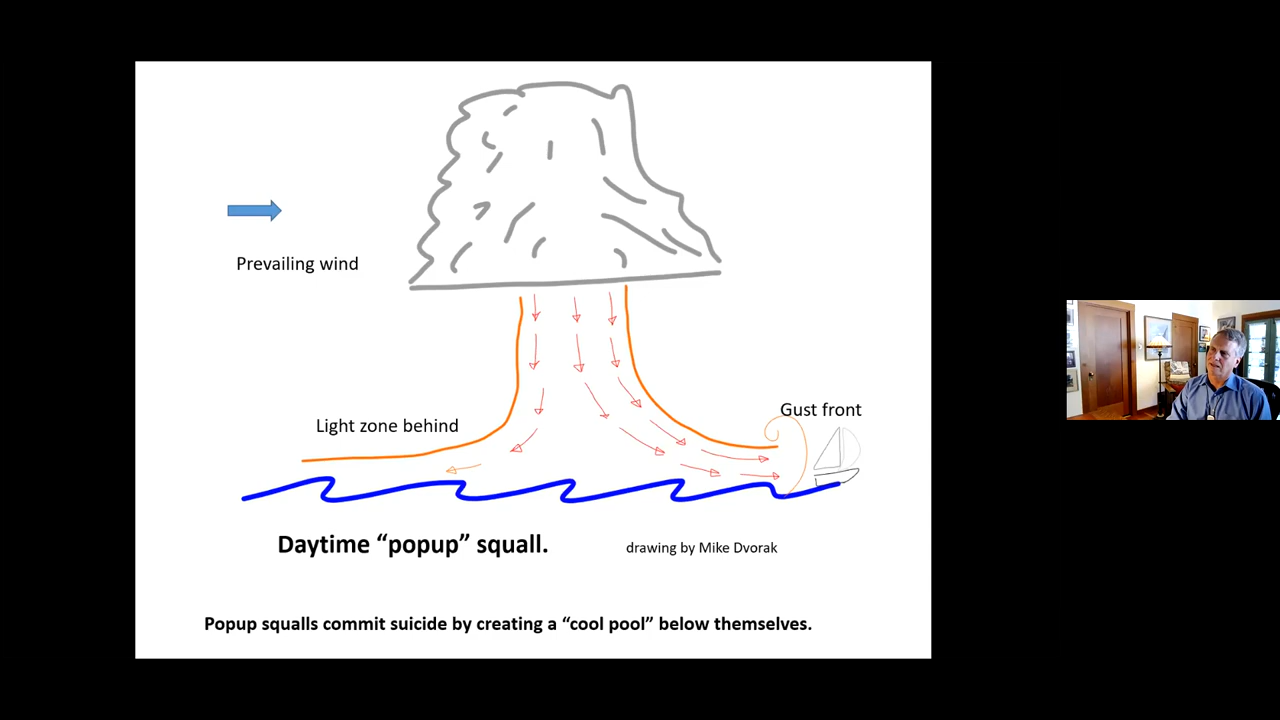 Prevailing wind
Gust front
Light zone behind
Daytime “popup” squall.
drawing by Mike Dvorak
Popup squalls commit suicide by creating a “cool pool” below themselves.